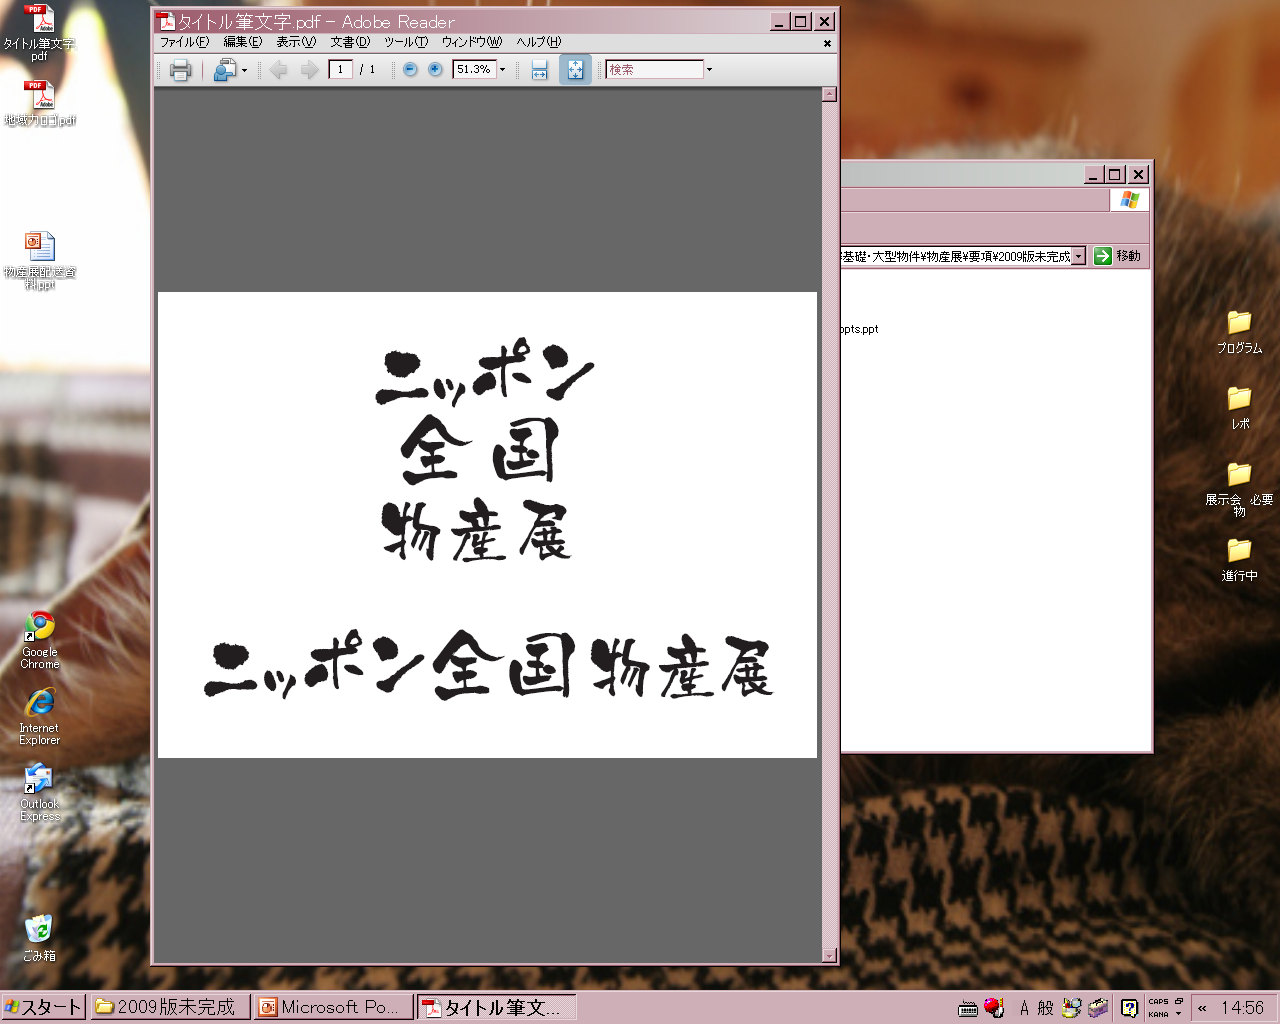 タイトル筆文字.pdf
地域力ロゴ.pdf
物産展配送資料.ppt
Google Chrome
Internet Explorer
Outlook Express
ごみ箱
タイトル筆文字.pdf - Adobe Reader
ファイル(F) 編集(E) 表示(V) 文書(D) ツール(T) ウィンドウ(W) ヘルプ(H)
1 / 1 51.3% 検索
ニッポン
全国
物産展
ニッポン全国物産展
基礎・大型物件¥物産展¥要項¥2009版未完成 移動
ppts.ppt
プログラム
レポ
展示会 必要物
進行中
スタート 2009版未完成 Microsoft Po... タイトル筆文... A 般 CAPS KANA « 14:56